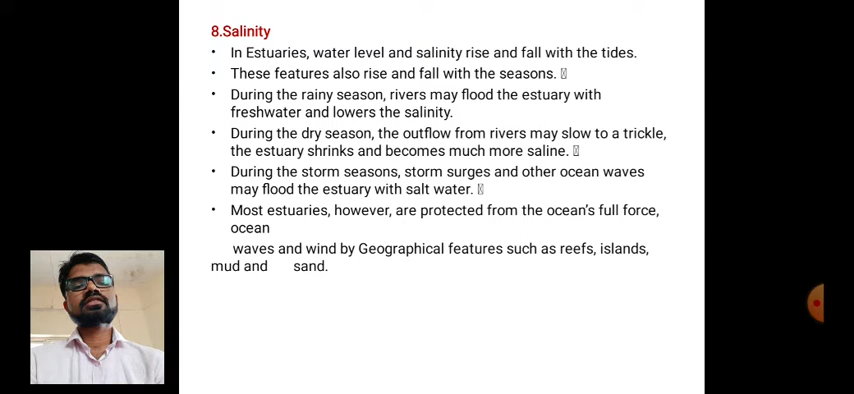 8.Salinity
• In Estuaries, water level and salinity rise and fall with the tides.
• These features also rise and fall with the seasons. 
• During the rainy season, rivers may flood the estuary with
freshwater and lowers the salinity.
• During the dry season, the outflow from rivers may slow to a trickle,
the estuary shrinks and becomes much more saline. 
• During the storm seasons, storm surges and other ocean waves
may flood the estuary with salt water. 
• Most estuaries, however, are protected from the ocean's full force,
ocean
waves and wind by Geographical features such as reefs, islands,
mud and sand.